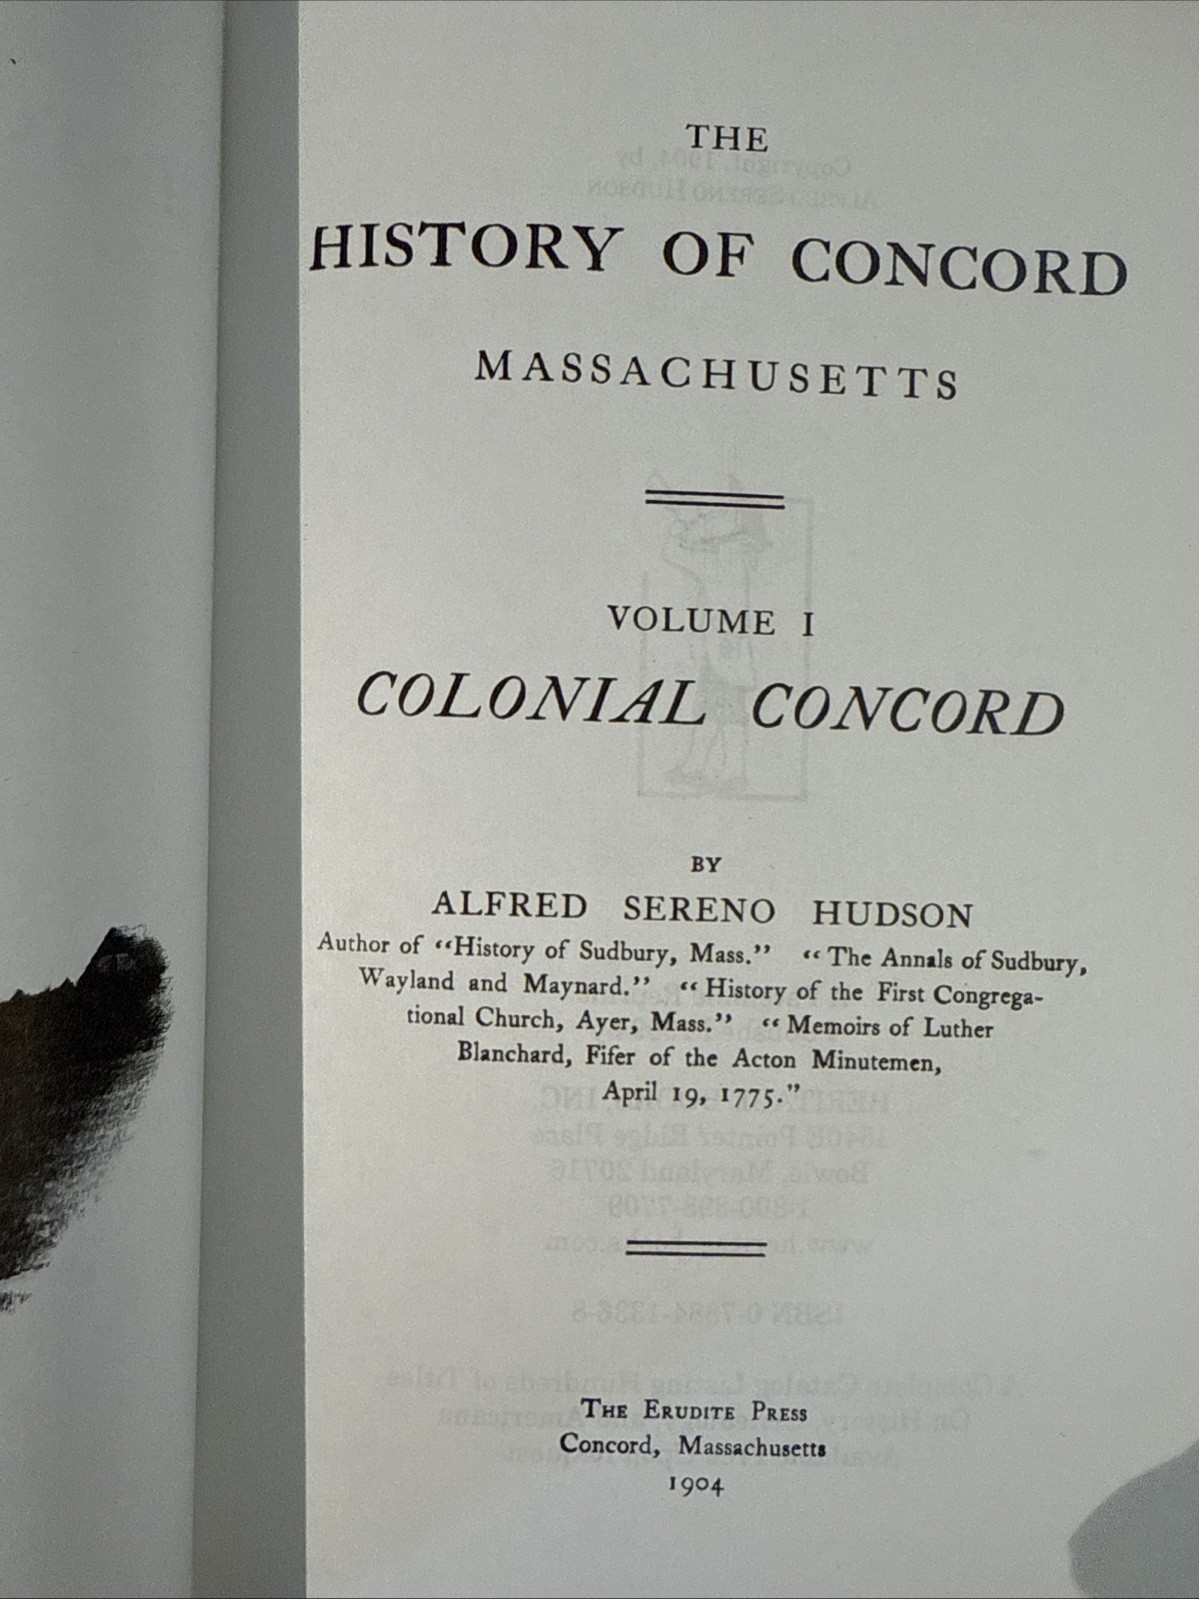 THE
HISTORY OF CONCORD
MASSACHUSETTS
VOLUME I
COLONIAL CONCORD
BY
ALFRED SERENO HUDSON
Author of “History of Sudbury, Mass.” “The Annals of Sudbury,
Wayland and Maynard.” “History of the First Congrega-
tional Church, Ayer, Mass.” “Memoirs of Luther
Blanchard, Fifer of the Acton Minutemen,
April 19, 1775.”
THE ERUDITE PRESS
Concord, Massachusetts
1904